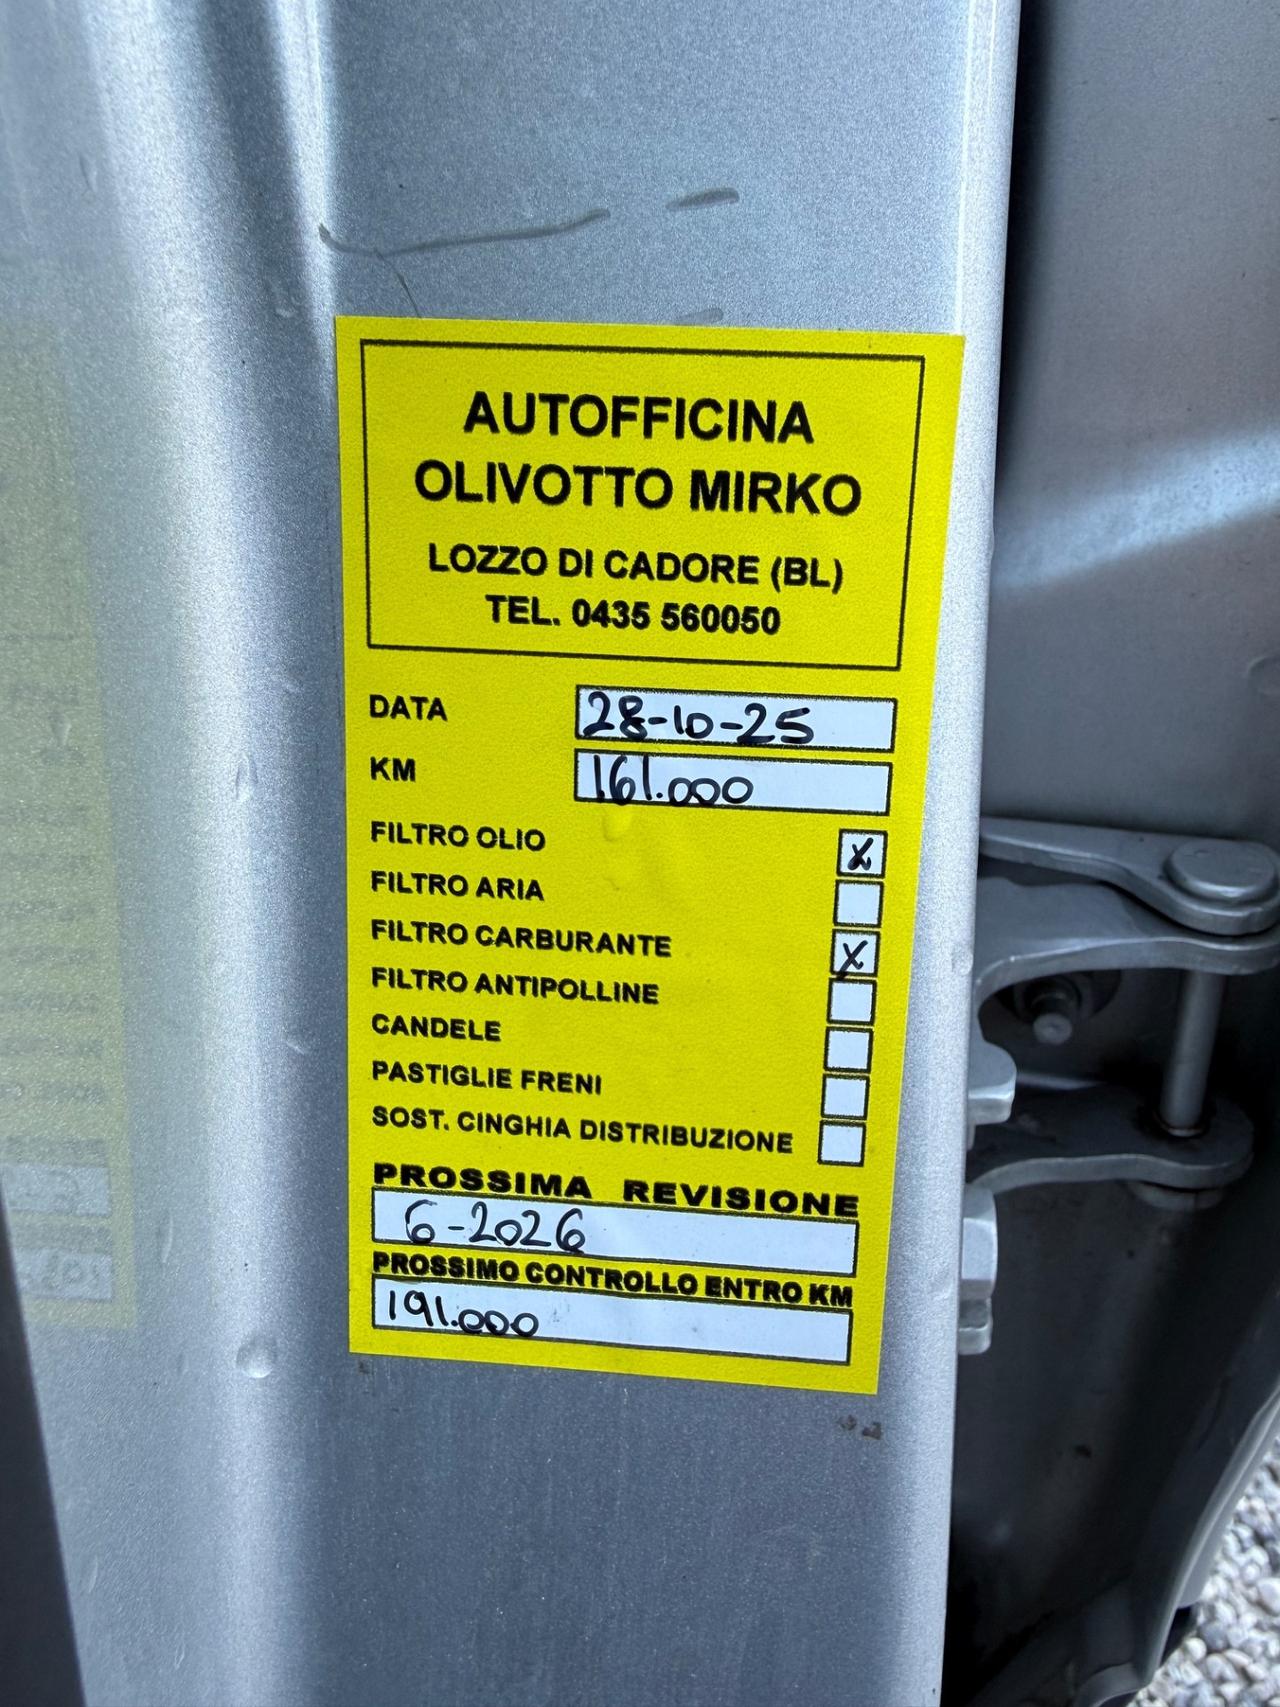 AUTOFFICINA
OLIVOTTO MIRKO
LOZZO DI CADORE (BL)
TEL. 0435 560050
DATA 28-10-25
KM 161.000
FILTRO OLIO X
FILTRO ARIA
FILTRO CARBURANTE X
FILTRO ANTIPOLLINE
CANDELE
PASTIGLIE FRENI
SOST. CINGHIA DISTRIBUZIONE
PROSSIMA REVISIONE
6-2026
PROSSIMO CONTROLLO ENTRO KM
191.000